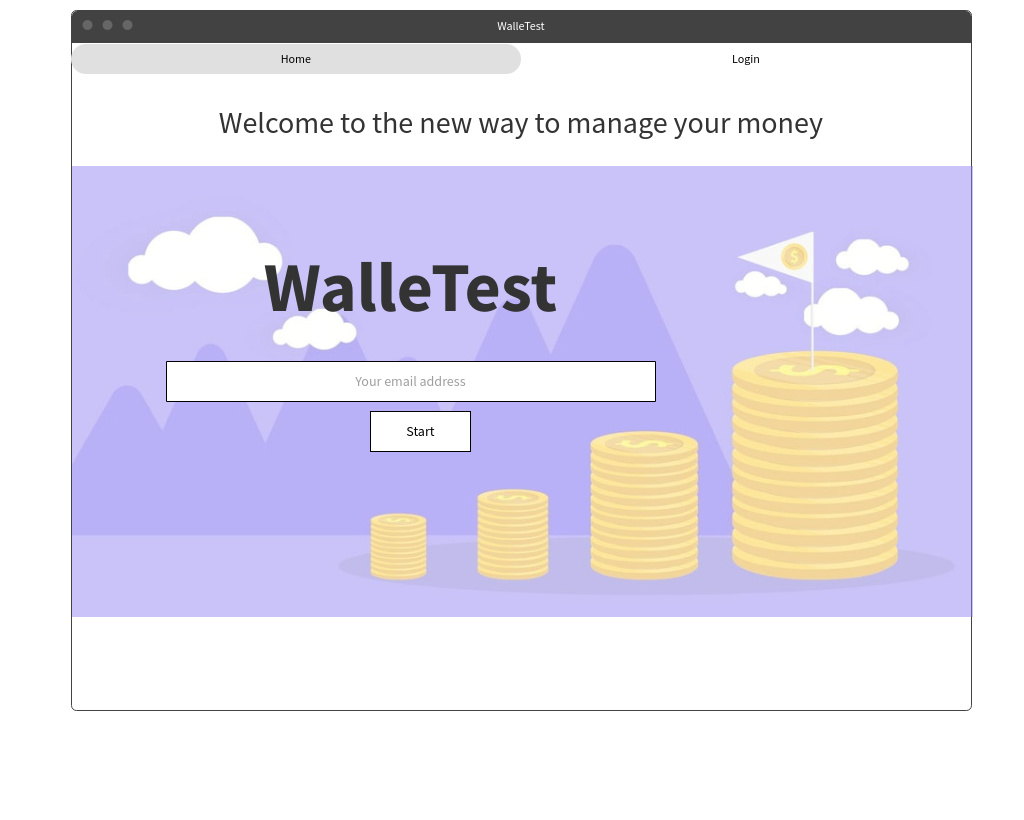 WalleTest
Home
Login
Welcome to the new way to manage your money
$
WalleTest
Your email address
Start